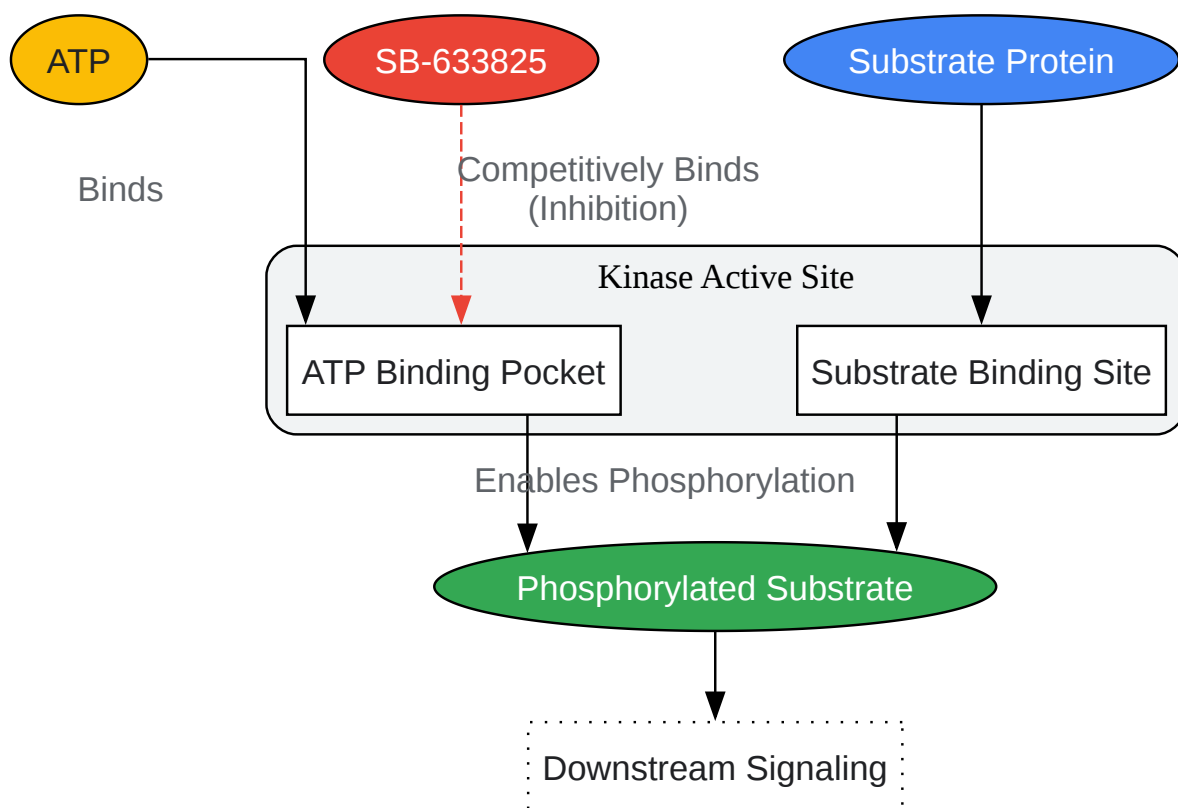 ATP
SB-633825
Substrate Protein
Binds
Competitively Binds
(Inhibition)
Kinase Active Site
ATP Binding Pocket
Substrate Binding Site
Enables Phosphorylation
Phosphorylated Substrate
Downstream Signaling